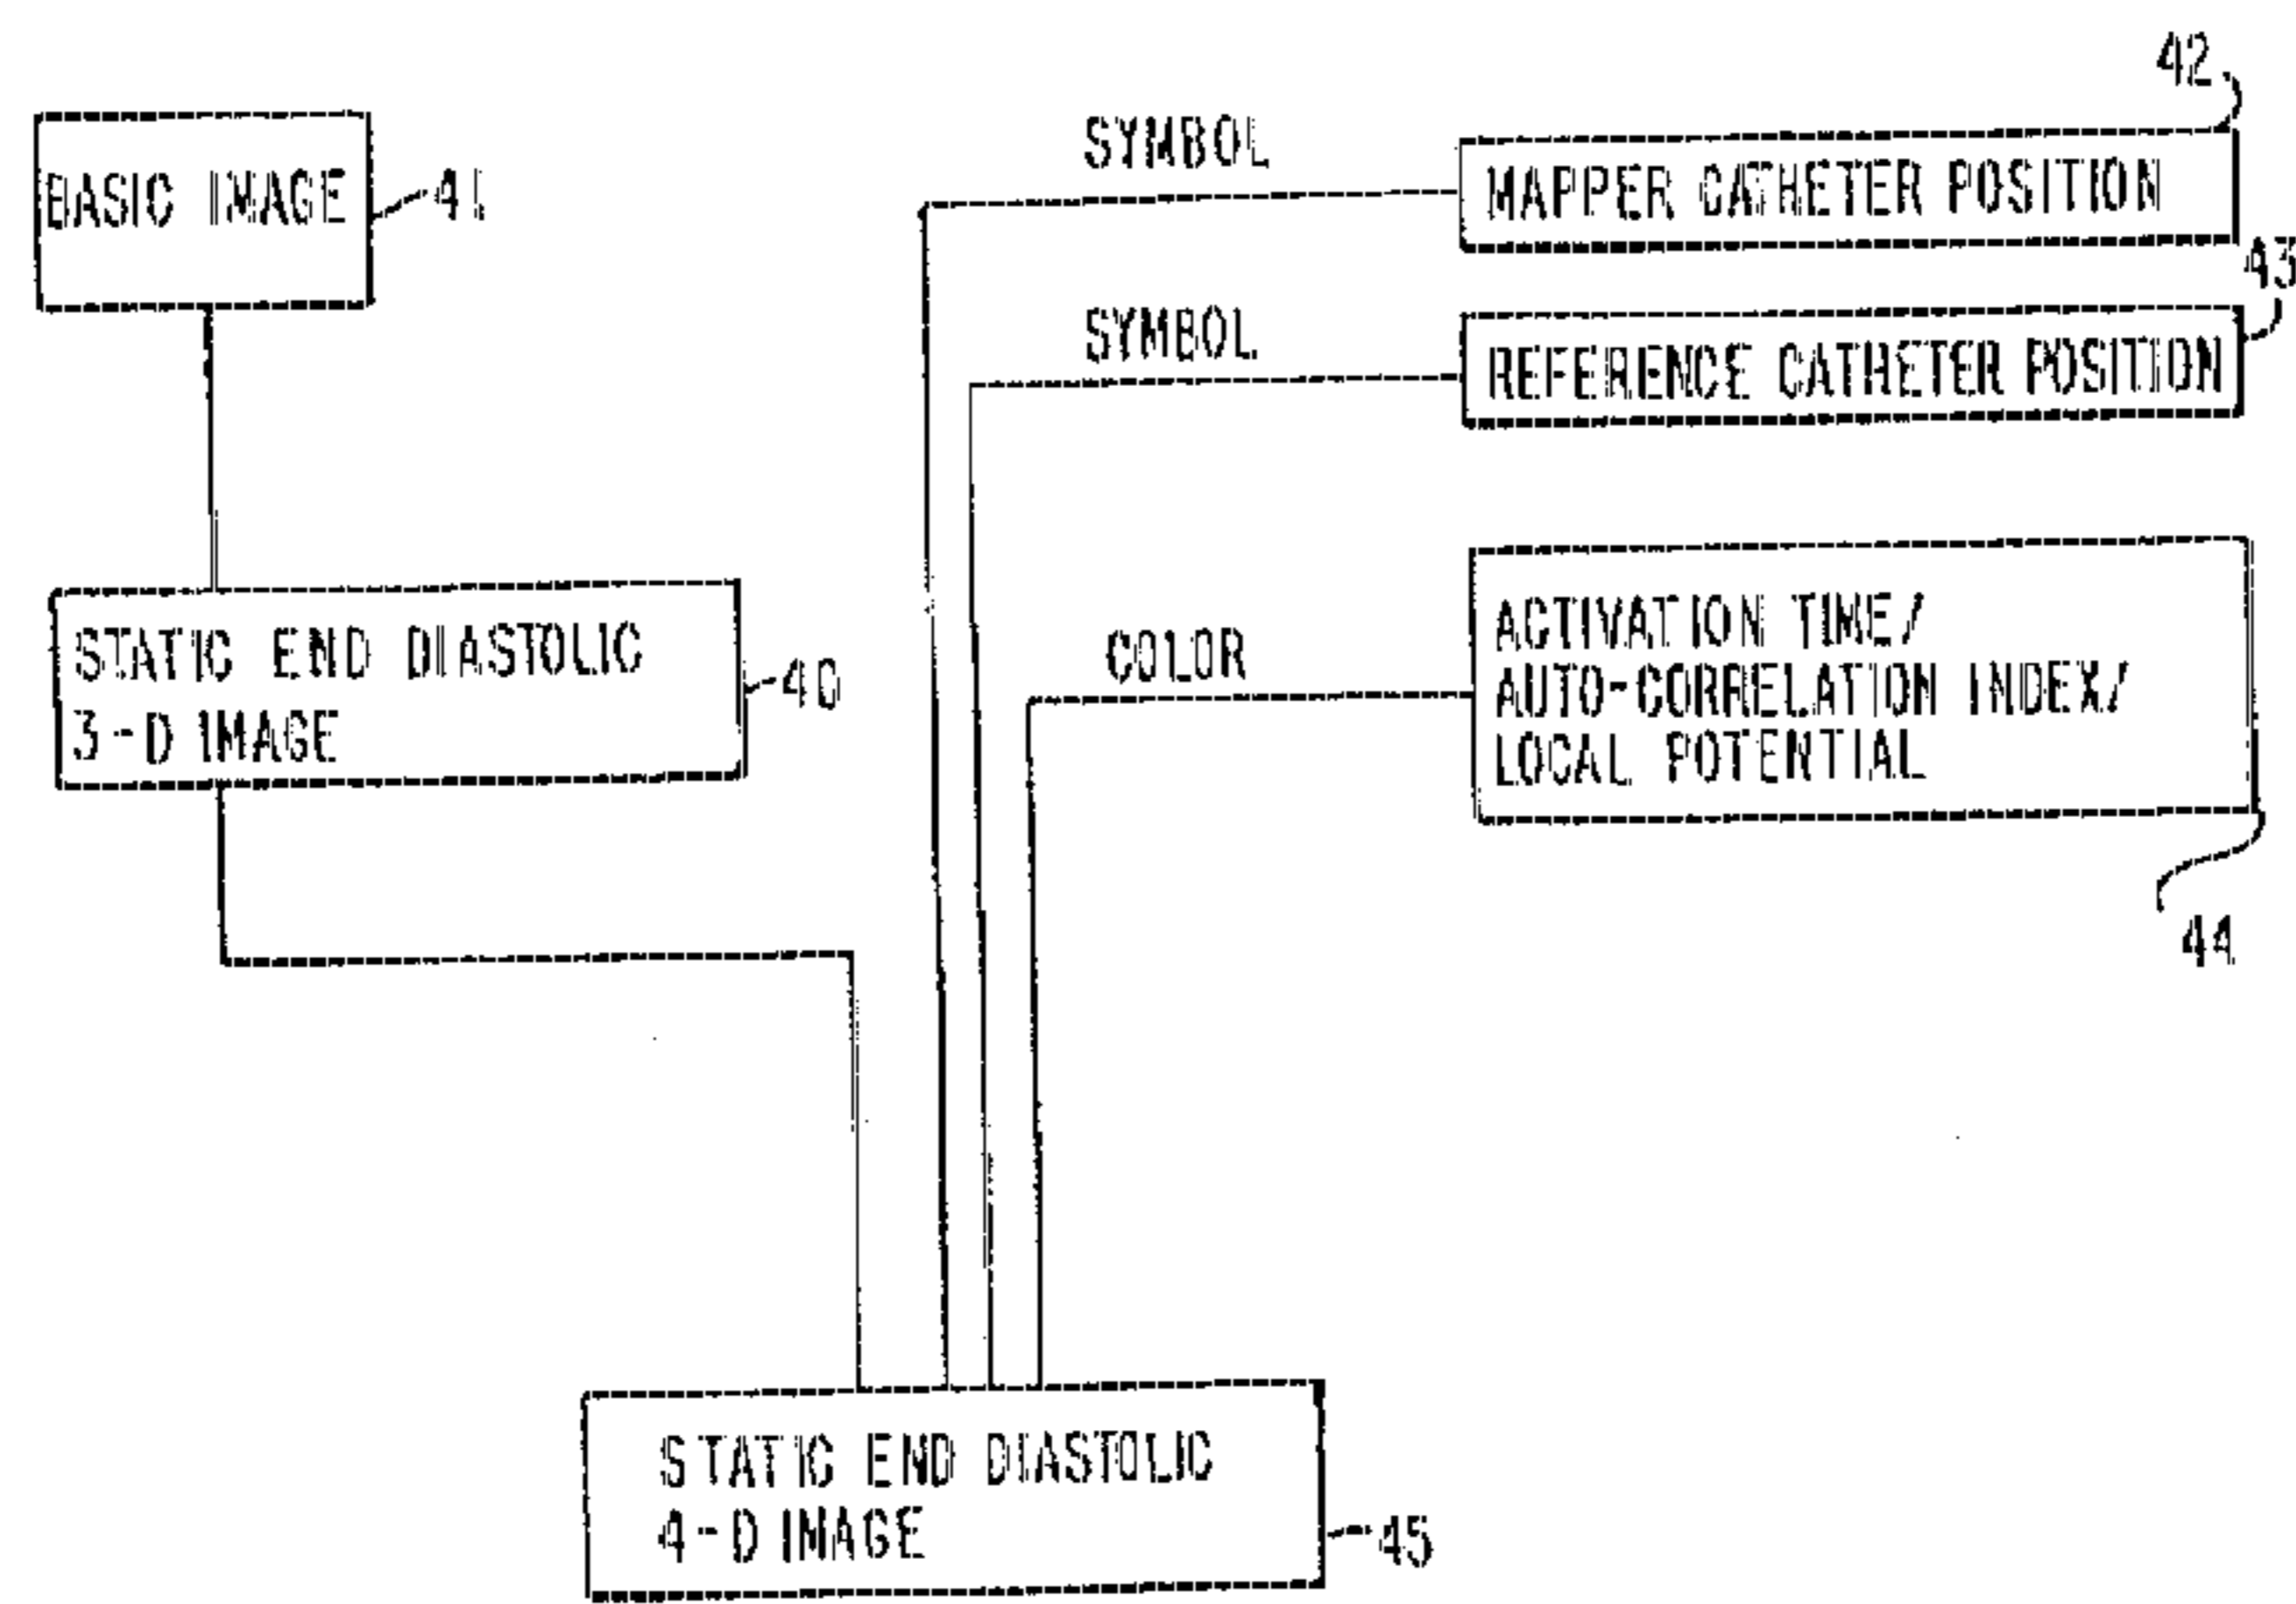 42
SYMBOL
MAPPER CATHETER POSITION
BASIC IMAGE
41
43
SYMBOL
REFERENCE CATHETER POSITION
STATIC END DIASTOLIC
3-D IMAGE
40
COLOR
ACTIVATION TIME/
AUTO-CORRELATION INDEX/
LOCAL POTENTIAL
44
STATIC END DIASTOLIC
4-D IMAGE
45